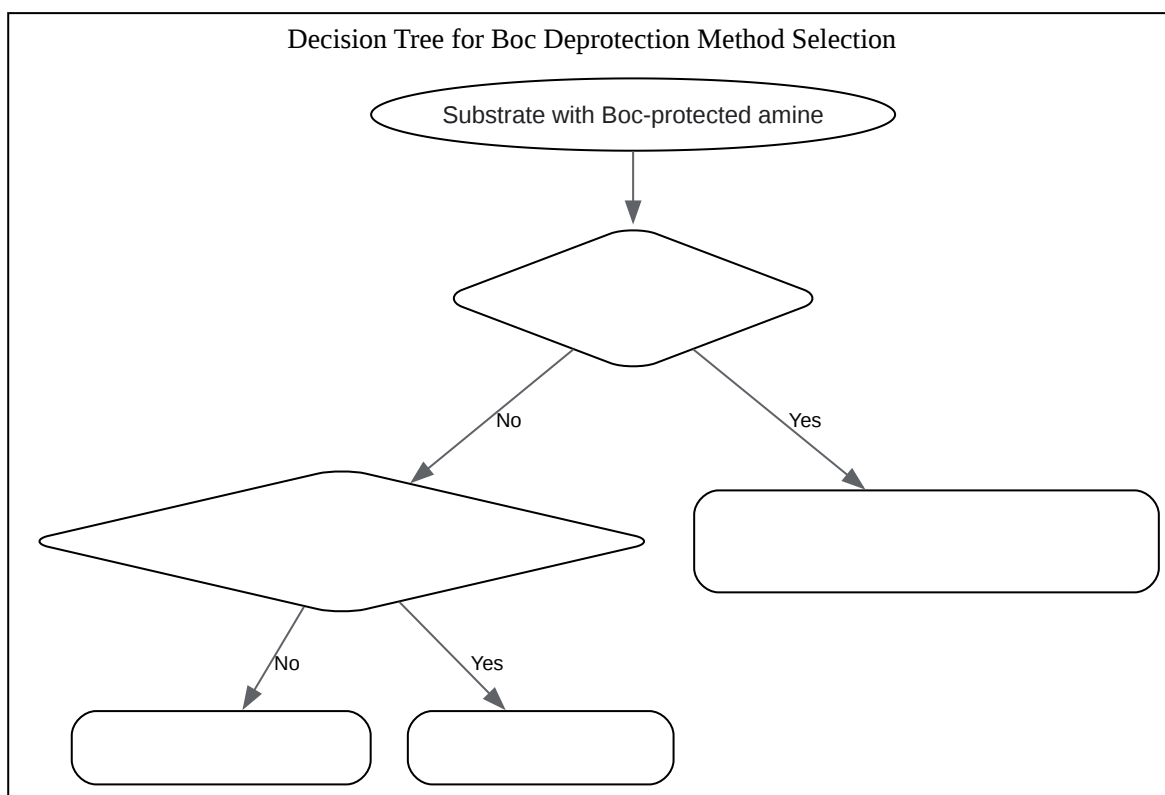 Decision Tree for Boc Deprotection Method Selection
Substrate with Boc-protected amine
No
Yes
No
Yes